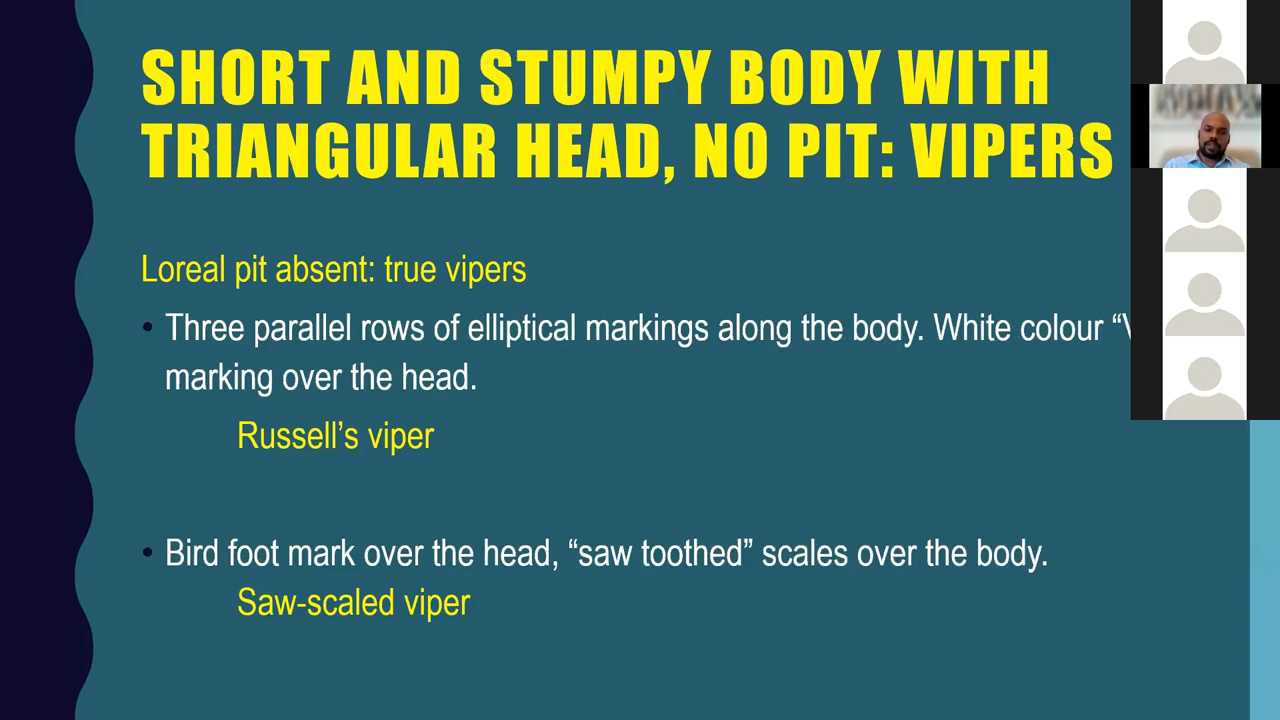 SHORT AND STUMPY BODY WITH
TRIANGULAR HEAD, NO PIT: VIPERS
Loreal pit absent: true vipers
• Three parallel rows of elliptical markings along the body. White colour
marking over the head.
Russell’s viper
• Bird foot mark over the head, “saw toothed” scales over the body.
Saw-scaled viper